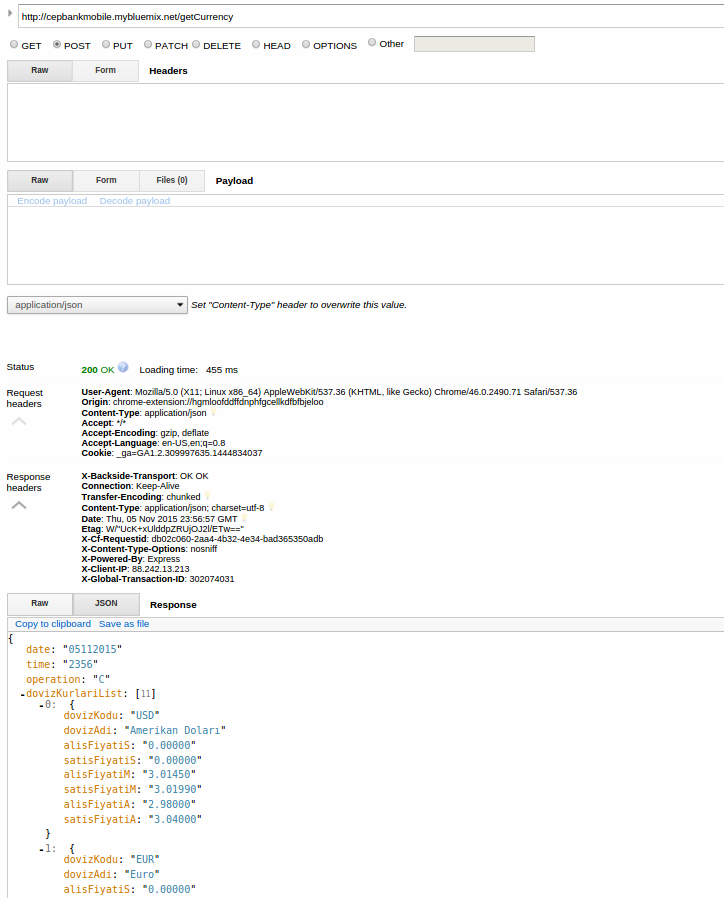 http://cepbankmobile.mybluemix.net/getCurrency
GET POST PUT PATCH DELETE HEAD OPTIONS Other
Raw Form Headers
Raw Form Files (0) Payload
Encode payload Decode payload
application/json Set "Content-Type" header to overwrite this value.
Status 200 OK ? Loading time: 455 ms
Request headers
User-Agent: Mozilla/5.0 (X11; Linux x86_64) AppleWebKit/537.36 (KHTML, like Gecko) Chrome/46.0.2490.71 Safari/537.36
Origin: chrome-extension://hgmloofddffdnphfgcellkdfbfbjeloo
Content-Type: application/json
Accept: */*
Accept-Encoding: gzip, deflate
Accept-Language: en-US,en;q=0.8
Cookie: _ga=GA1.2.309997635.1444834037
Response headers
X-Backside-Transport: OK OK
Connection: Keep-Alive
Transfer-Encoding: chunked
Content-Type: application/json; charset=utf-8
Date: Thu, 05 Nov 2015 23:56:57 GMT
Etag: W/"UcK+xUlddpZRUjOJ2l/ETw=="
X-Cf-Requestid: db02c060-2aa4-4b32-4e34-bad365350adb
X-Content-Type-Options: nosniff
X-Powered-By: Express
X-Client-IP: 88.242.13.213
X-Global-Transaction-ID: 302074031
Raw JSON Response
Copy to clipboard Save as file
{
date: "05112015"
time: "2356"
operation: "C"
-dovizKurlariList: [11]
-0: {
dovizKodu: "USD"
dovizAdi: "Amerikan Doları"
alisFiyatiS: "0.00000"
satisFiyatiS: "0.00000"
alisFiyatiM: "3.01450"
satisFiyatiM: "3.01990"
alisFiyatiA: "2.98000"
satisFiyatiA: "3.04000"
}
-1: {
dovizKodu: "EUR"
dovizAdi: "Euro"
alisFiyatiS: "0.00000"